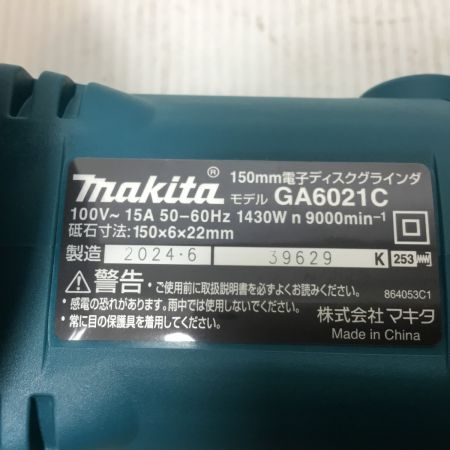 makita® 150mm電子ディスクグラインダ
モデル GA6021C
100V~ 15A 50-60Hz 1430W n 9000min⁻¹
砥石寸法:150×6×22mm
製造 2024・6 39629 K 253
警告・ご使用前に取扱説明書を必ずよくお読みください。
・感電の恐れがあります。雨中では使用しないでください。
・常に目の保護具を着用してください。
864053C1
株式会社 マキタ
Made in China